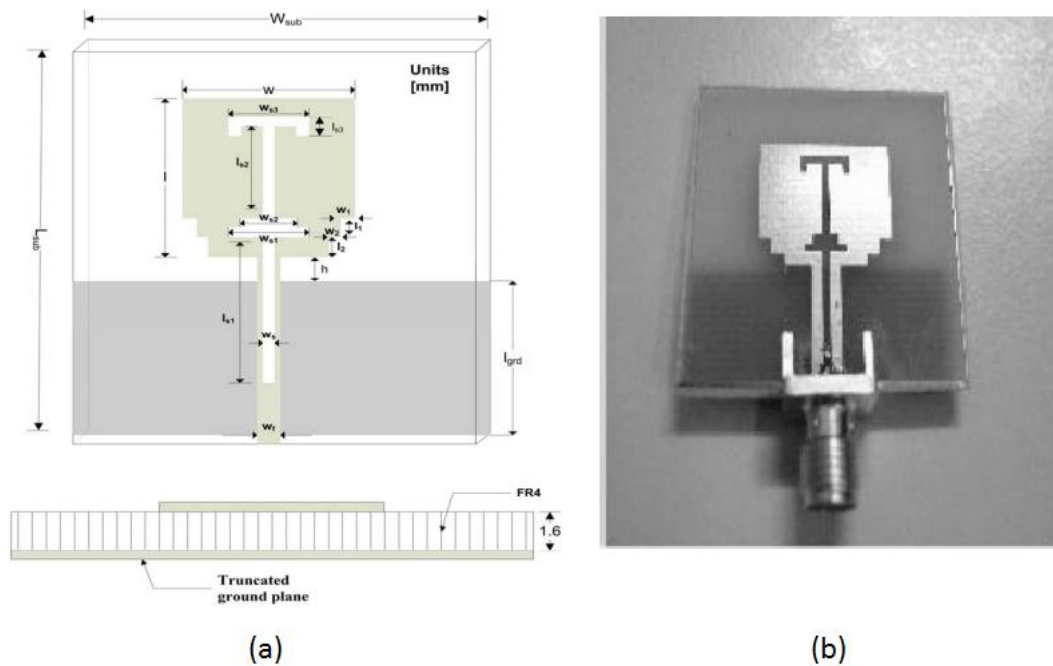 Wsub
Units
[mm]
w
ws3
ls3
l
ls2
w1
ws2
l1
w2
ws1
l2
Lsub
h
ls1
ws
lgrd
wf
FR4
1.6
Truncated
ground plane
(a)
(b)